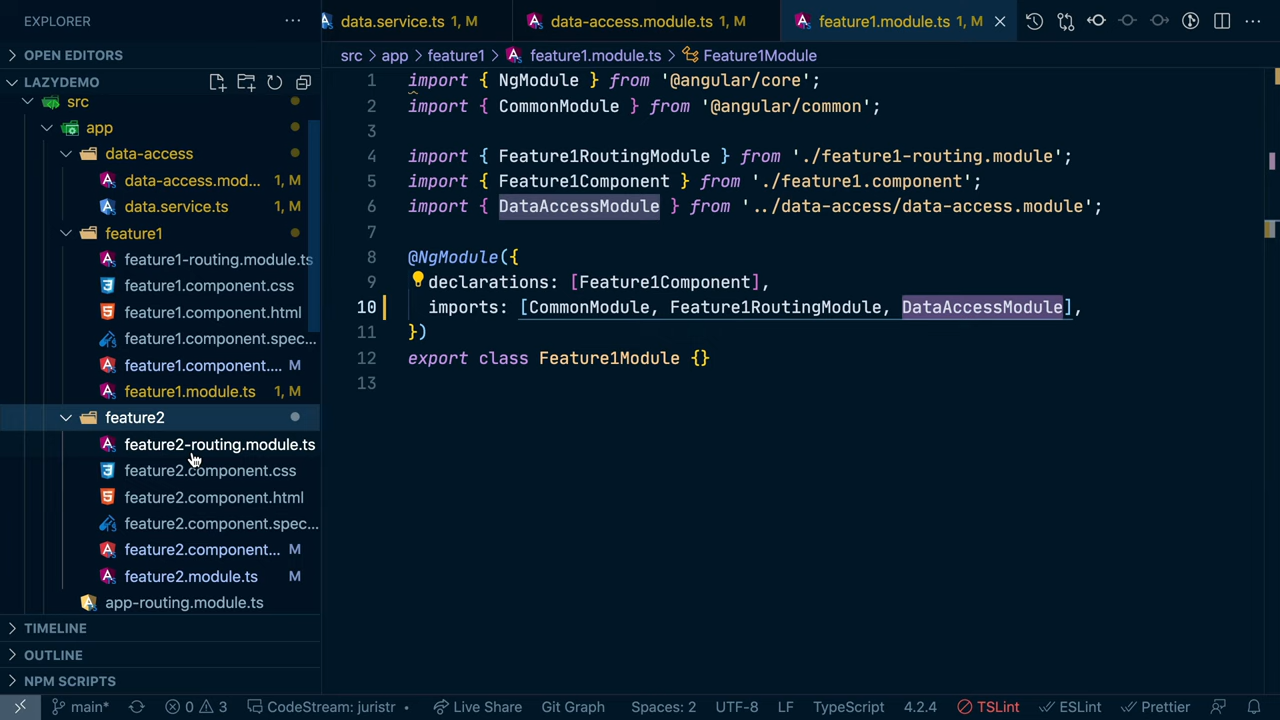 EXPLORER
data.service.ts 1, M
data-access.module.ts 1, M
feature1.module.ts 1, M
OPEN EDITORS
src > app > feature1 > feature1.module.ts > Feature1Module
LAZYDEMO
src
app
data-access
data-access.mod... 1, M
data.service.ts 1, M
feature1
feature1-routing.module.ts
feature1.component.css
feature1.component.html
feature1.component.spec...
feature1.component.... M
feature1.module.ts 1, M
feature2
feature2-routing.module.ts
feature2.component.css
feature2.component.html
feature2.component.spec...
feature2.component... M
feature2.module.ts M
app-routing.module.ts
TIMELINE
OUTLINE
NPM SCRIPTS
1 import { NgModule } from '@angular/core';
2 import { CommonModule } from '@angular/common';
3
4 import { Feature1RoutingModule } from './feature1-routing.module';
5 import { Feature1Component } from './feature1.component';
6 import { DataAccessModule } from '../data-access/data-access.module';
7
8 @NgModule({
9 declarations: [Feature1Component],
10 imports: [CommonModule, Feature1RoutingModule, DataAccessModule],
11 })
12 export class Feature1Module {}
13
main* 0 3 CodeStream: juristr • Live Share Git Graph Spaces: 2 UTF-8 LF TypeScript 4.2.4 TSLint ESLint Prettier